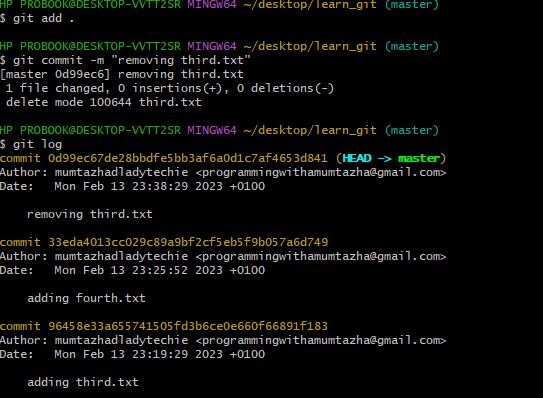 HP PROBOOK@DESKTOP-VVTT2SR MINGW64 ~/desktop/learn_git (master)
$ git add .
HP PROBOOK@DESKTOP-VVTT2SR MINGW64 ~/desktop/learn_git (master)
$ git commit -m "removing third.txt"
[master 0d99ec6] removing third.txt
 1 file changed, 0 insertions(+), 0 deletions(-)
 delete mode 100644 third.txt
HP PROBOOK@DESKTOP-VVTT2SR MINGW64 ~/desktop/learn_git (master)
$ git log
commit 0d99ec67de28bbdfe5bb3af6a0d1c7af4653d841 (HEAD -> master)
Author: mumtazhadladytechie <programmingwithamumtazha@gmail.com>
Date:   Mon Feb 13 23:38:29 2023 +0100
    removing third.txt
commit 33eda4013cc029c89a9bf2cf5eb5f9b057a6d749
Author: mumtazhadladytechie <programmingwithamumtazha@gmail.com>
Date:   Mon Feb 13 23:25:52 2023 +0100
    adding fourth.txt
commit 96458e33a655741505fd3b6ce0e660f66891f183
Author: mumtazhadladytechie <programmingwithamumtazha@gmail.com>
Date:   Mon Feb 13 23:19:29 2023 +0100
    adding third.txt